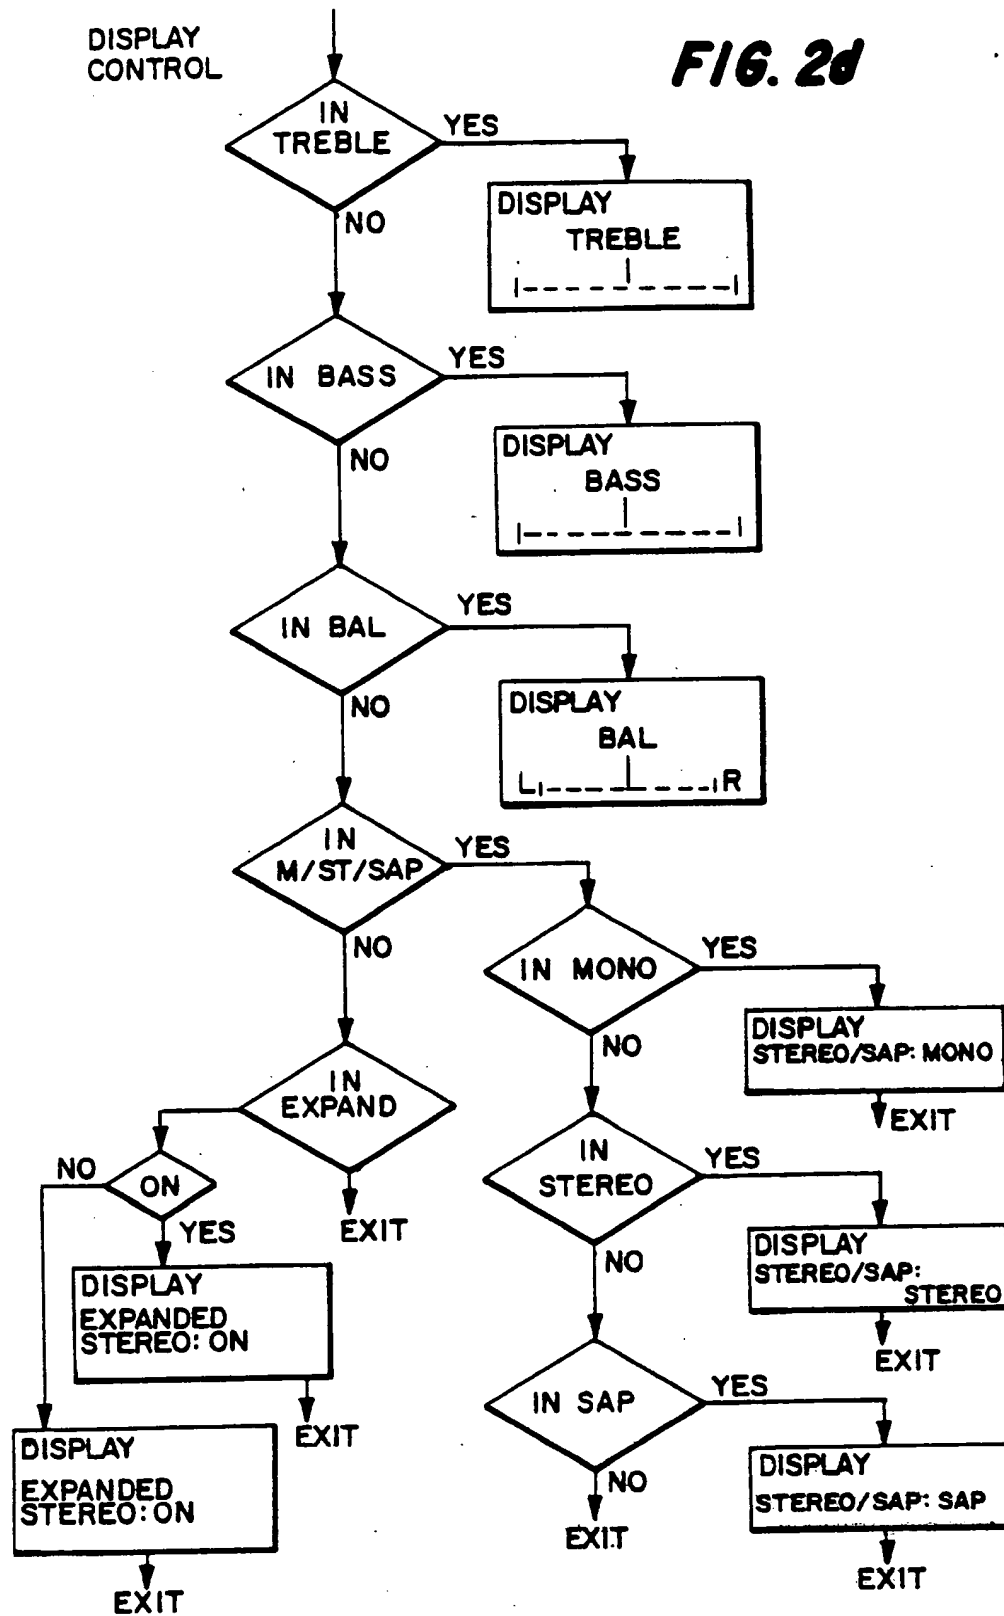 DISPLAY
CONTROL
FIG. 2d
IN
TREBLE
YES
NO
DISPLAY
TREBLE
IN BASS
YES
NO
DISPLAY
BASS
IN BAL
YES
NO
DISPLAY
BAL
L R
IN
M/ST/SAP
YES
NO
IN MONO
YES
NO
DISPLAY
STEREO/SAP: MONO
EXIT
IN
EXPAND
EXIT
NO
ON
YES
DISPLAY
EXPANDED
STEREO: ON
EXIT
DISPLAY
EXPANDED
STEREO: ON
EXIT
IN
STEREO
YES
NO
DISPLAY
STEREO/SAP:
STEREO
EXIT
IN SAP
YES
NO
EXIT
DISPLAY
STEREO/SAP: SAP
EXIT